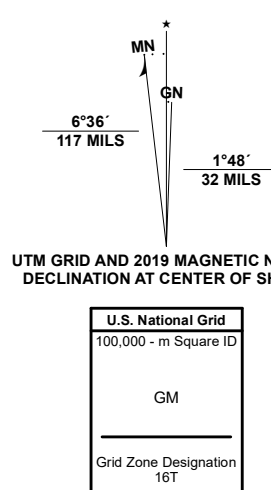 ★
MN
GN
6°36´
117 MILS
1°48´
32 MILS
UTM GRID AND 2019 MAGNETIC
DECLINATION AT CENTER OF
U.S. National Grid
100,000 - m Square ID
GM
Grid Zone Designation
16T